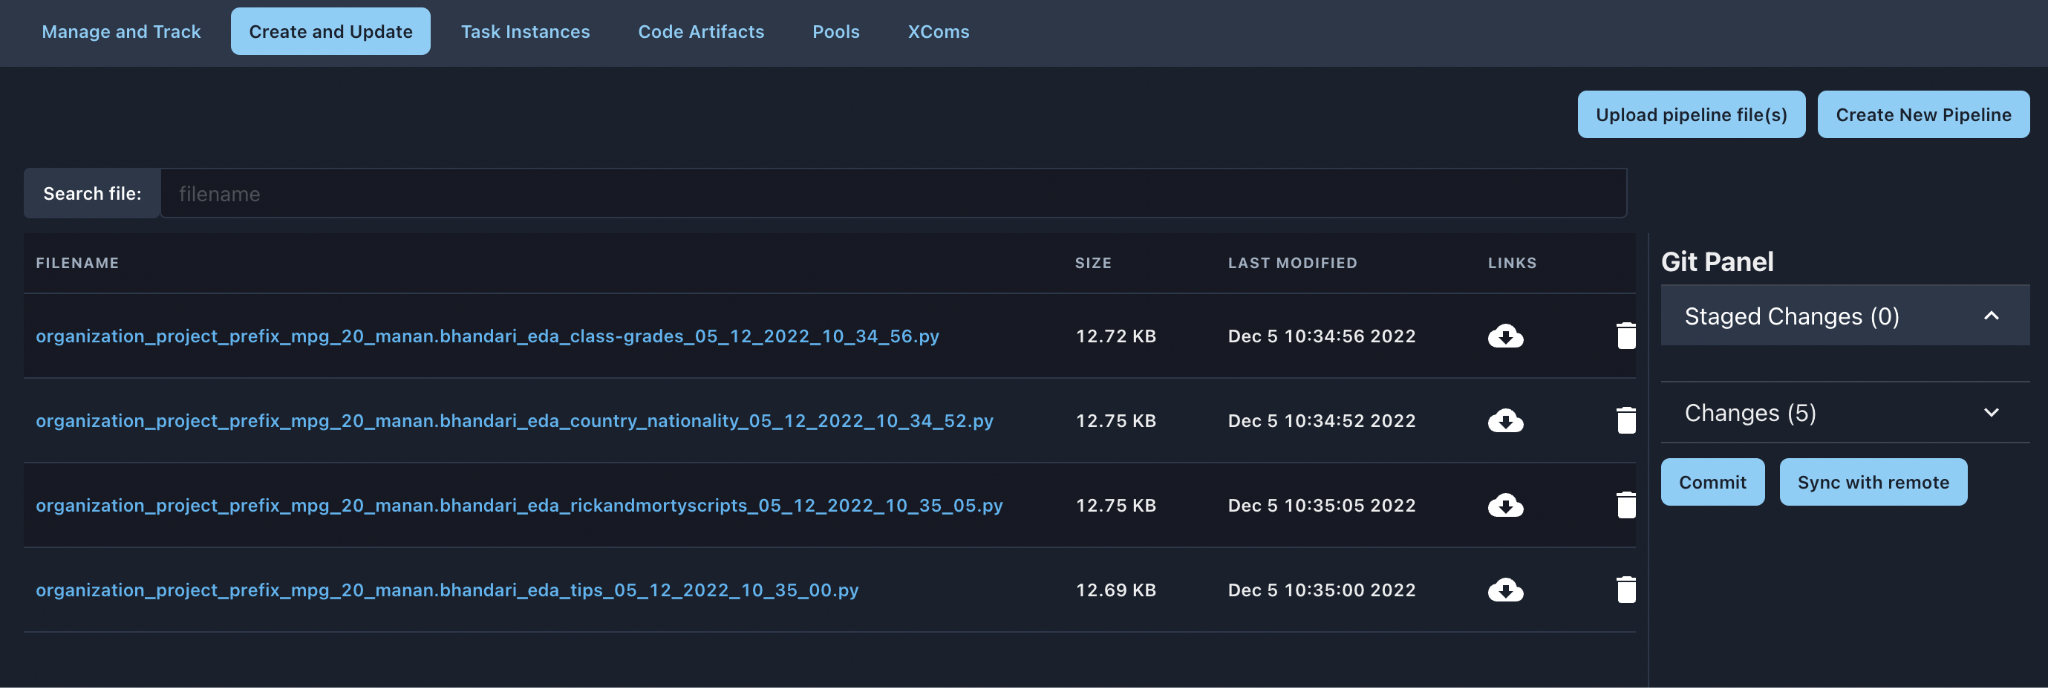 Manage and Track Create and Update Task Instances Code Artifacts Pools XComs
Upload pipeline file(s) Create New Pipeline
Search file: filename
FILENAME SIZE LAST MODIFIED LINKS
organization_project_prefix_mpg_20_manan.bhandari_eda_class-grades_05_12_2022_10_34_56.py 12.72 KB Dec 5 10:34:56 2022
organization_project_prefix_mpg_20_manan.bhandari_eda_country_nationality_05_12_2022_10_34_52.py 12.75 KB Dec 5 10:34:52 2022
organization_project_prefix_mpg_20_manan.bhandari_eda_rickandmortyscripts_05_12_2022_10_35_05.py 12.75 KB Dec 5 10:35:05 2022
organization_project_prefix_mpg_20_manan.bhandari_eda_tips_05_12_2022_10_35_00.py 12.69 KB Dec 5 10:35:00 2022
Git Panel
Staged Changes (0)
Changes (5)
Commit Sync with remote